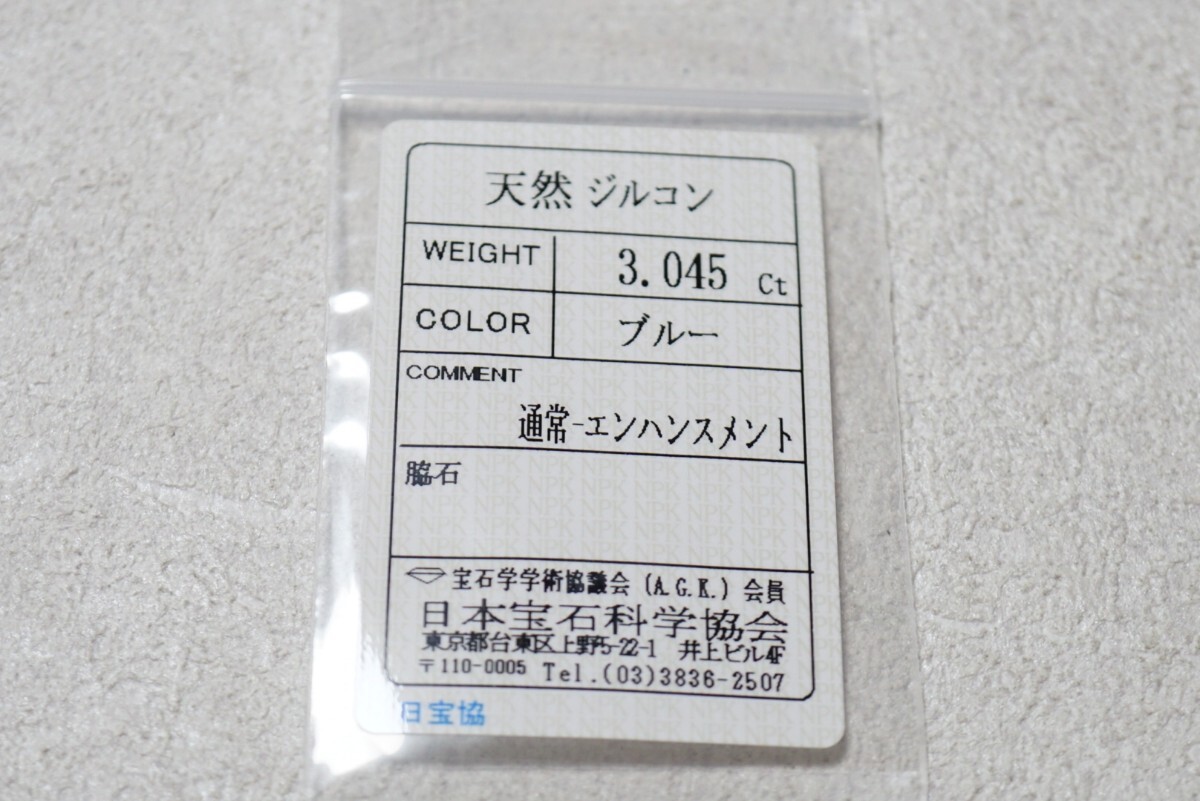 天然 ジルコン
WEIGHT 3.045 Ct
COLOR ブルー
COMMENT
通常-エンハンスメント
脇石
宝石学学術協議会 (A.G.K.) 会員
日本宝石科学協会
東京都台東区上野5-22-1 井上ビル4F
〒110-0005 Tel.(03)3836-2507
日宝協